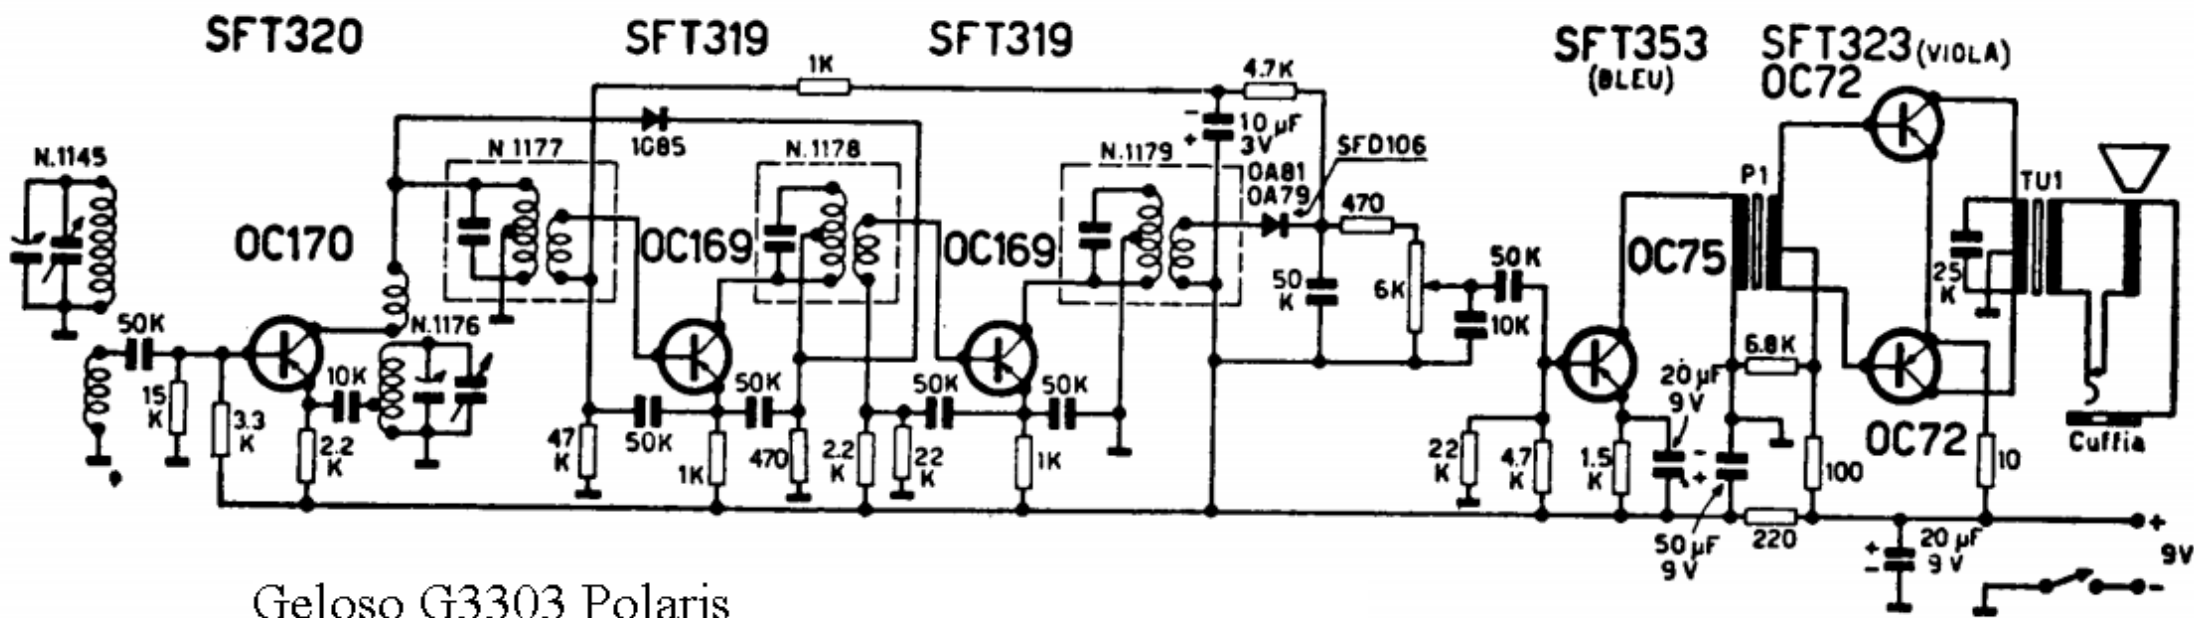 SFT320
SFT319
SFT319
SFT353
(BLEU)
SFT323 (VIOLA)
OC72
1K
4.7K
1G85
- 10 µF
+ 3V
N.1145
N 1177
N.1178
N.1179
OA81
OA79
SFD106
P1
TU1
OC170
OC169
OC169
470
50 K
6K
50 K
10K
OC75
25 K
50K
N.1176
15 K
3.3 K
10K
2.2 K
47 K
50K
50K
1K
470
2.2 K
22 K
50K
50K
1K
6.8K
20 µF
9 V
22 K
4.7 K
1.5 K
- +
OC72
100
10
Cuffia
50 µF
9 V
220
+ -
20 µF
9 V
+
9V
-
Geloso G3303 Polaris